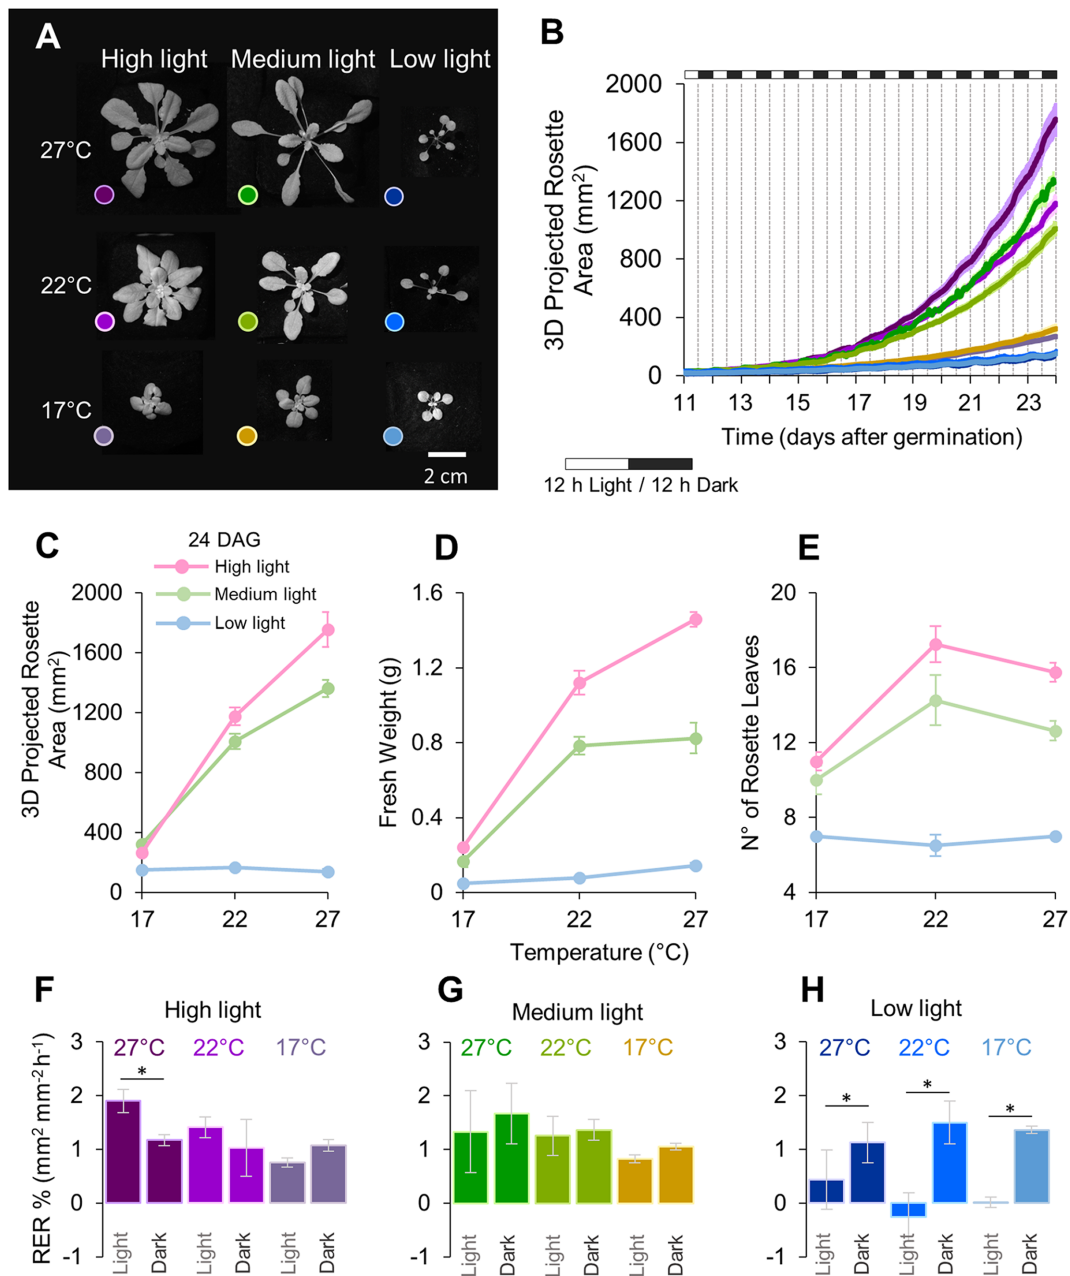 A
High light Medium light Low light
27°C
22°C
17°C
2 cm
B
3D Projected Rosette
Area (mm²)
2000
1600
1200
800
400
0
11 13 15 17 19 21 23
Time (days after germination)
12 h Light / 12 h Dark
C
24 DAG
High light
Medium light
Low light
3D Projected Rosette
Area (mm²)
2000
1600
1200
800
400
0
17 22 27
D
Fresh Weight (g)
1.6
1.2
0.8
0.4
0
17 22 27
Temperature (°C)
E
N° of Rosette Leaves
20
16
12
8
4
17 22 27
F
High light
RER % (mm² mm⁻² h⁻¹)
3
2
1
0
-1
27°C 22°C 17°C
*
Light Dark Light Dark Light Dark
G
Medium light
3
2
1
0
-1
27°C 22°C 17°C
Light Dark Light Dark Light Dark
H
Low light
3
2
1
0
-1
27°C 22°C 17°C
* * *
Light Dark Light Dark Light Dark